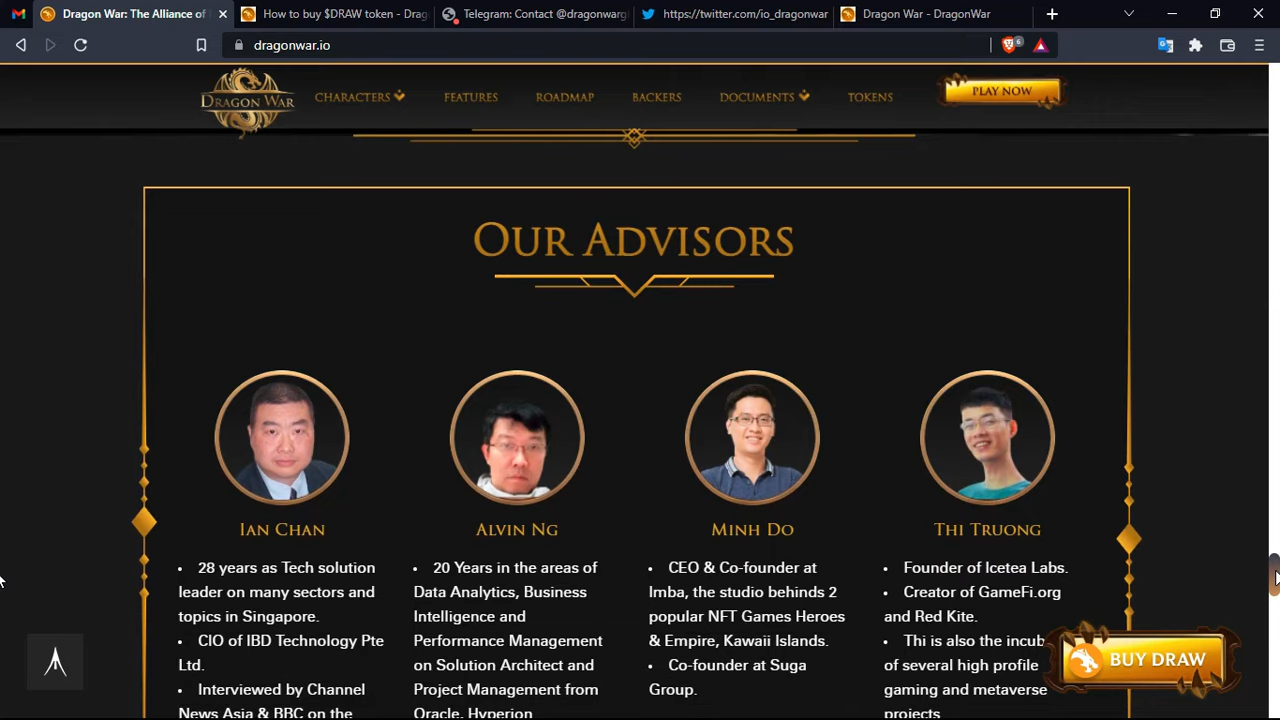 Dragon War: The Alliance of
How to buy $DRAW token - Drag
Telegram: Contact @dragonwarg
https://twitter.com/io_dragonwar
Dragon War - DragonWar
dragonwar.io
6
DRAGON WAR
CHARACTERS
FEATURES
ROADMAP
BACKERS
DOCUMENTS
TOKENS
PLAY NOW
OUR ADVISORS
IAN CHAN
• 28 years as Tech solution
leader on many sectors and
topics in Singapore.
• CIO of IBD Technology Pte
Ltd.
• Interviewed by Channel
News Asia & BBC on the
ALVIN NG
• 20 Years in the areas of
Data Analytics, Business
Intelligence and
Performance Management
on Solution Architect and
Project Management from
Oracle, Hyperion
MINH DO
• CEO & Co-founder at
Imba, the studio behinds 2
popular NFT Games Heroes
& Empire, Kawaii Islands.
• Co-founder at Suga
Group.
THI TRUONG
• Founder of Icetea Labs.
• Creator of GameFi.org
and Red Kite.
• Thi is also the incub
of several high profile
gaming and metaverse
projects
BUY DRAW